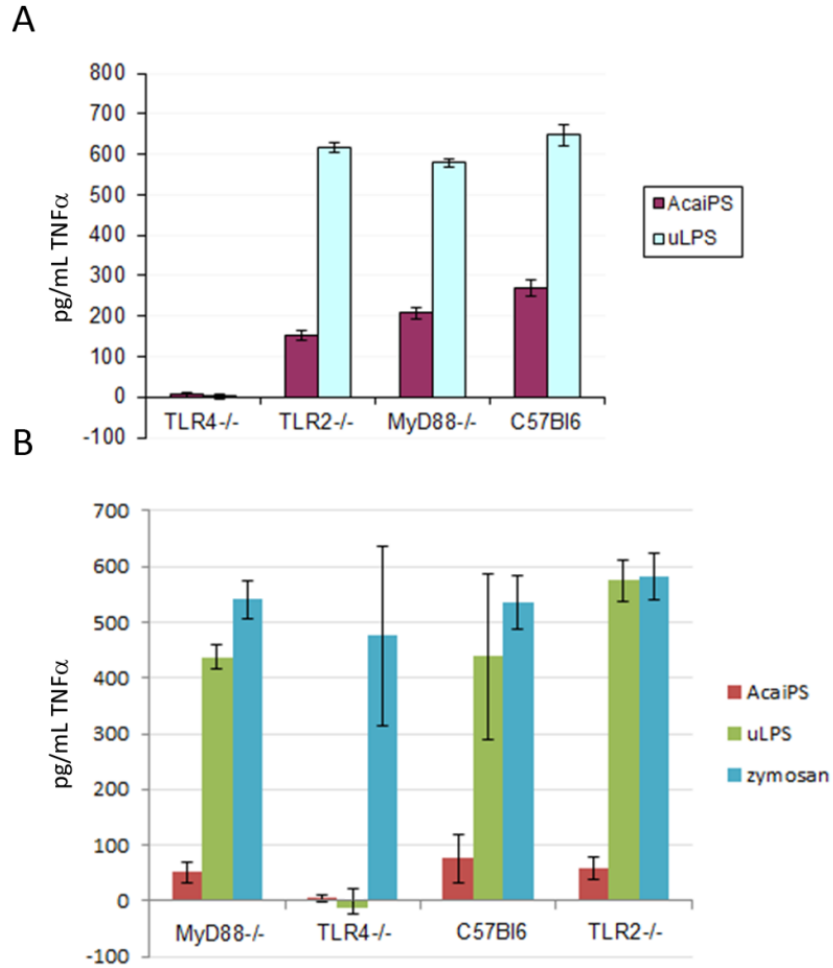 A
800
700
600
500
400
300
200
100
0
-100
pg/mL TNFα
TLR4-/- TLR2-/- MyD88-/- C57Bl6
AcaiPS
uLPS
B
700
600
500
400
300
200
100
0
-100
pg/mL TNFα
MyD88-/- TLR4-/- C57Bl6 TLR2-/-
AcaiPS
uLPS
zymosan